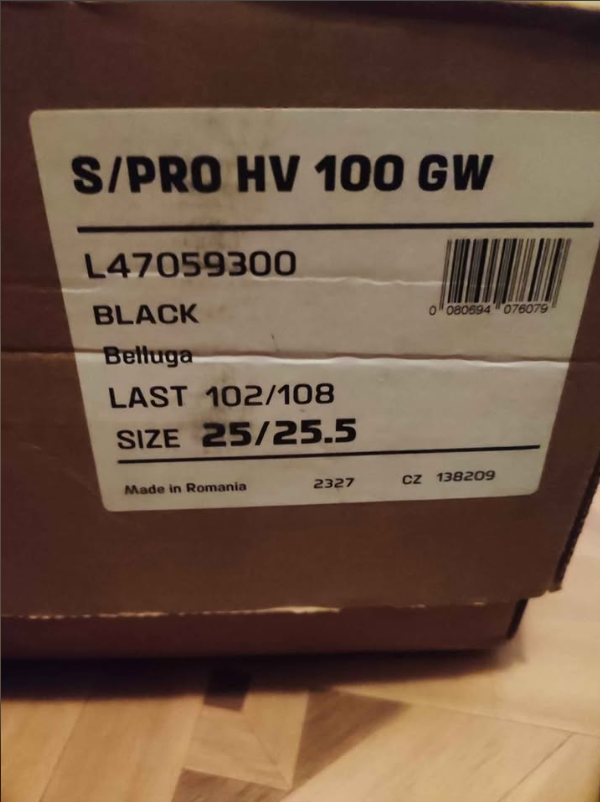 S/PRO HV 100 GW
L47059300
0 080694 076079
BLACK
Belluga
LAST 102/108
SIZE 25/25.5
Made in Romania 2327 CZ 138209